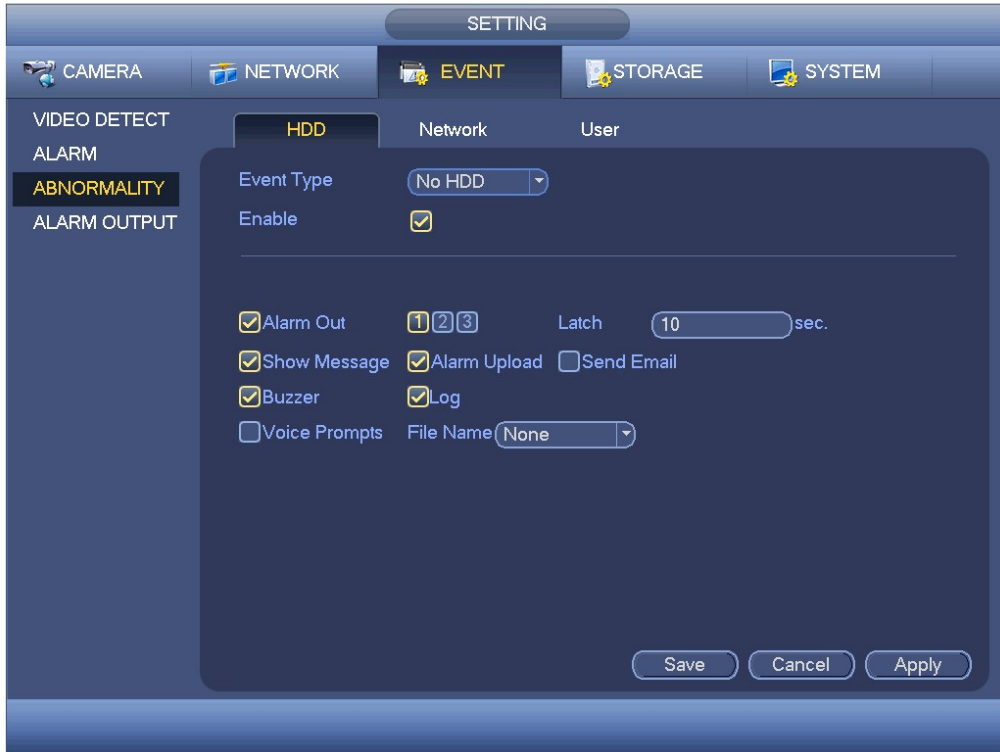 SETTING
CAMERA NETWORK EVENT STORAGE SYSTEM
VIDEO DETECT
ALARM
ABNORMALITY
ALARM OUTPUT
HDD Network User
Event Type No HDD
Enable
Alarm Out 1 2 3 Latch 10 sec.
Show Message Alarm Upload Send Email
Buzzer Log
Voice Prompts File Name None
Save Cancel Apply